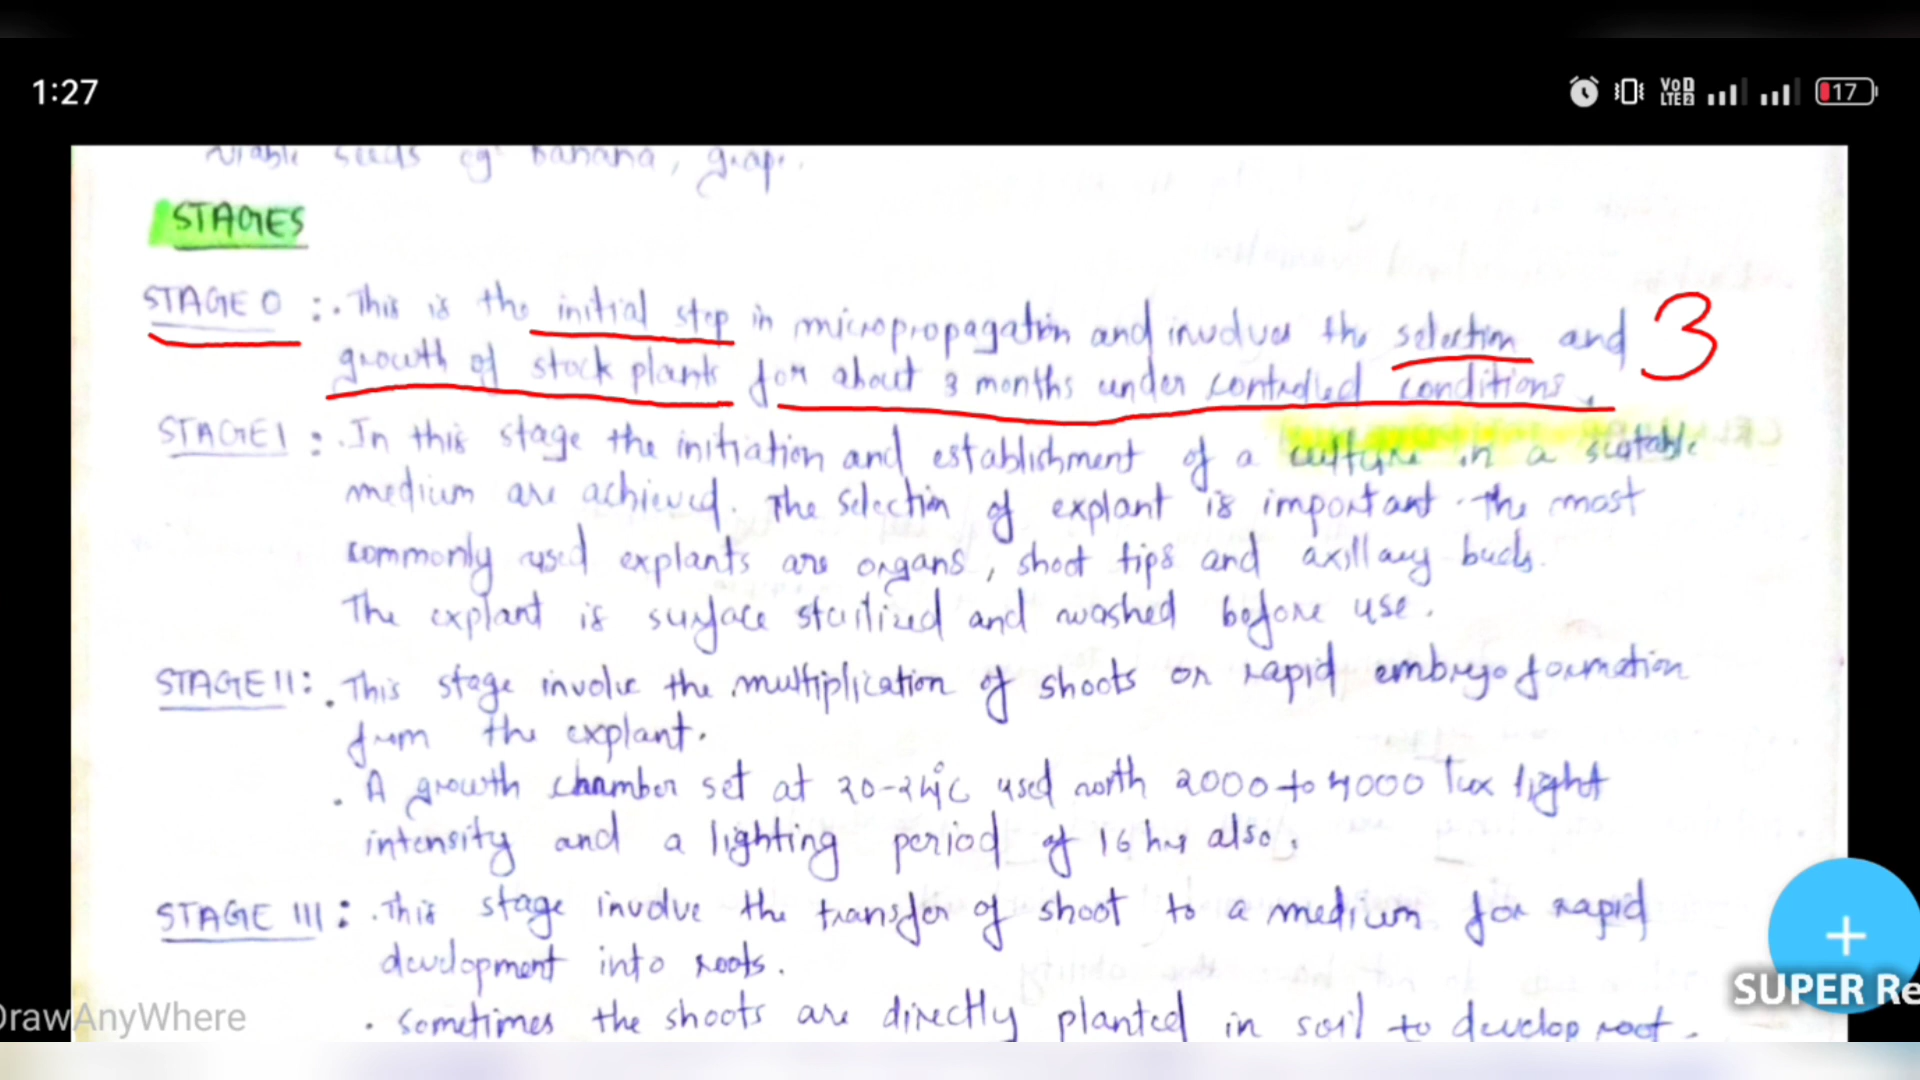 1:27
VoD LTE2
17
viable seeds eg: banana, grape.
STAGES
STAGE 0 : . This is the initial step in micropropagation and involves the selection and 3
growth of stock plants for about 3 months under controlled conditions.
STAGE I : . In this stage the initiation and establishment of a culture in a suitable
medium are achieved. The selection of explant is important. The most
commonly used explants are organs, shoot tips and axillary buds.
The explant is surface sterilized and washed before use.
STAGE II : . This stage involve the multiplication of shoots or rapid embryo formation
from the explant.
. A growth chamber set at 20-24°C used with 2000 to 4000 lux light
intensity and a lighting period of 16 hrs also.
STAGE III : . This stage involve the transfer of shoot to a medium for rapid
development into roots.
. Sometimes the shoots are directly planted in soil to develop root.
+
SUPER Re
DrawAnyWhere